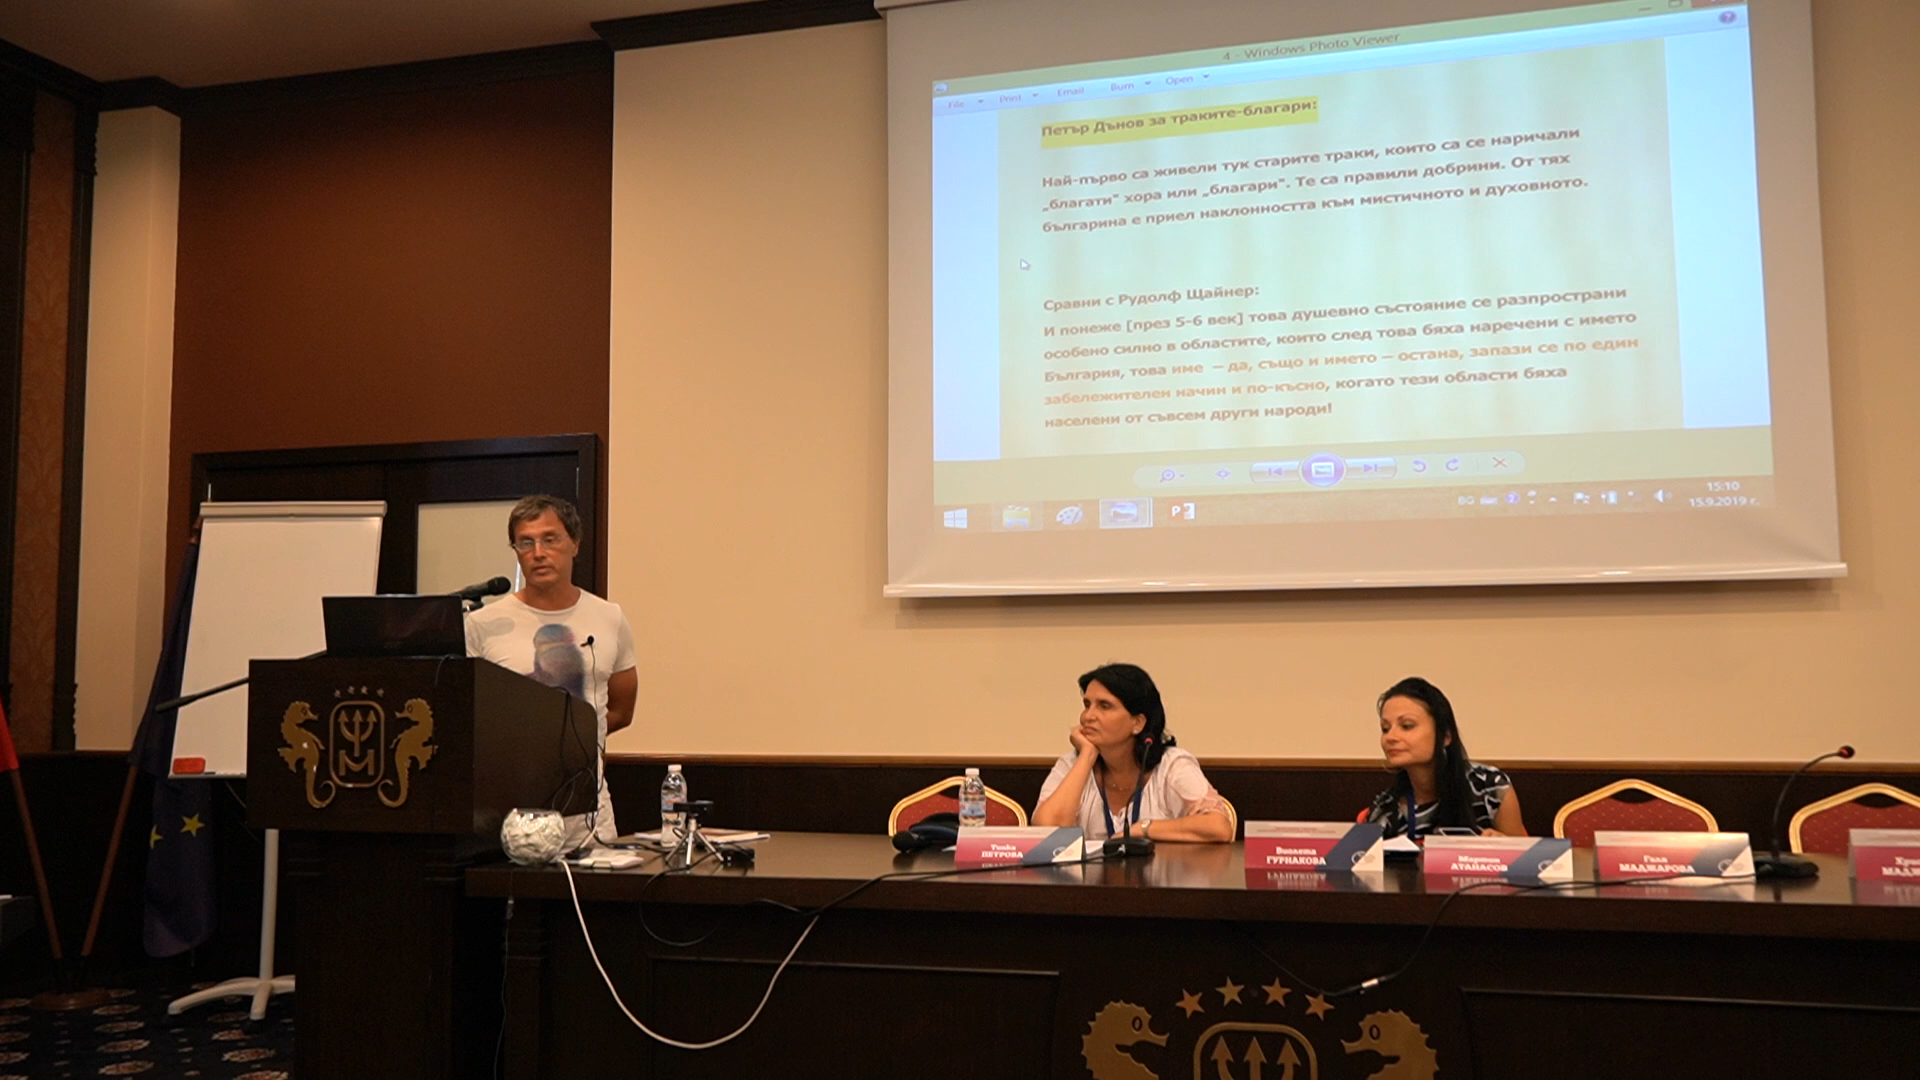 4 - Windows Photo Viewer
File Print Email Burn Open
Петър Дънов за траките-благари:
Най-първо са живели тук старите траки, които са се наричали
„благати" хора или „благари". Те са правили добрини. От тях
българина е приел наклонността към мистичното и духовното.
Сравни с Рудолф Щайнер:
И понеже [през 5-6 век] това душевно състояние се разпространи
особено силно в областите, които след това бяха наречени с името
България, това име – да, също и името – остана, запази се по един
забележителен начин и по-късно, когато тези области бяха
населени от съвсем други народи!
BG
15:10
15.9.2019 г.
P
M
Тинка
ПЕТРОВА
Виолета
ГУРНАКОВА
Мартин
АТАНАСОВ
Гала
МАДЖАРОВА